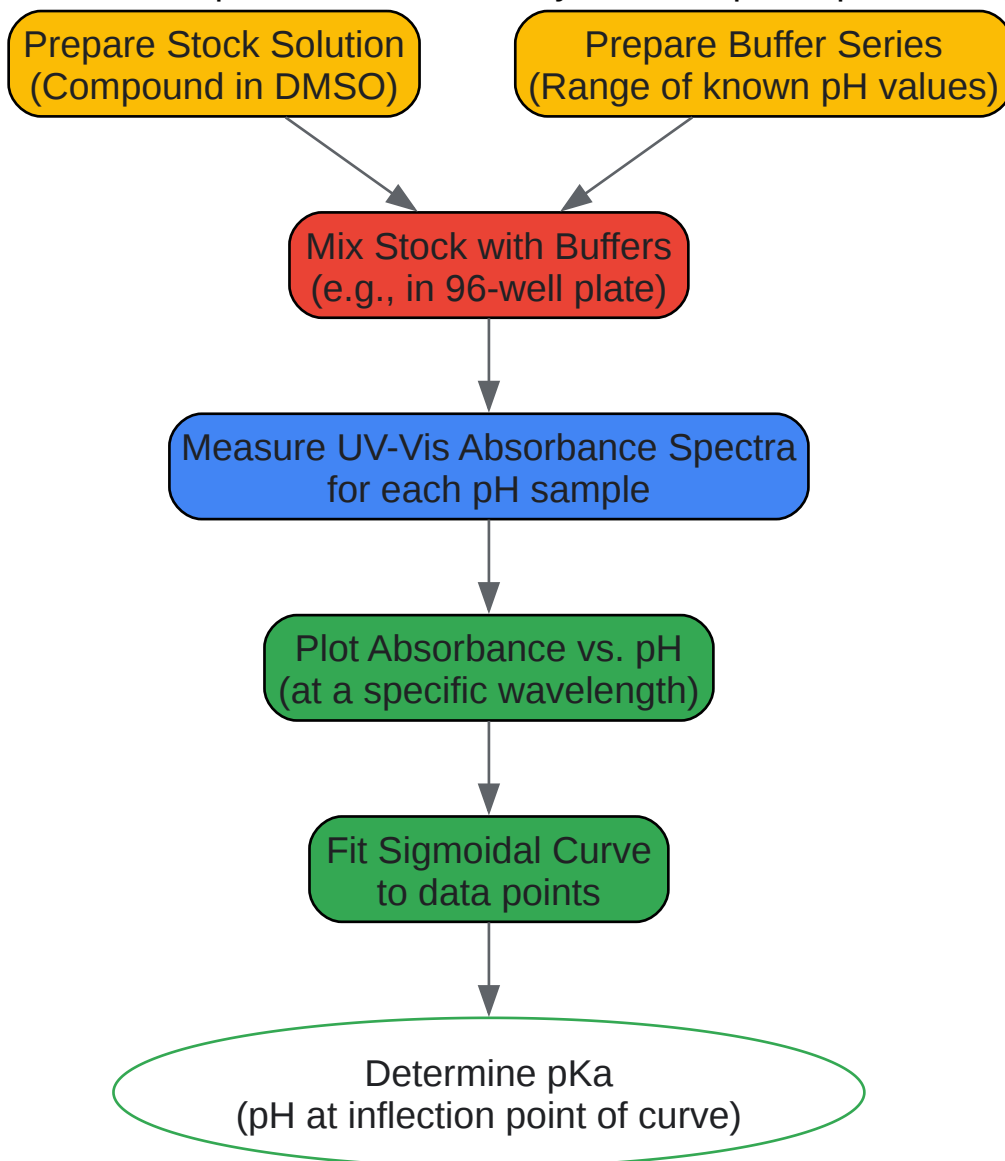 Prepare Stock Solution
(Compound in DMSO)
Prepare Buffer Series
(Range of known pH values)
Mix Stock with Buffers
(e.g., in 96-well plate)
Measure UV-Vis Absorbance Spectra
for each pH sample
Plot Absorbance vs. pH
(at a specific wavelength)
Fit Sigmoidal Curve
to data points
Determine pKa
(pH at inflection point of curve)